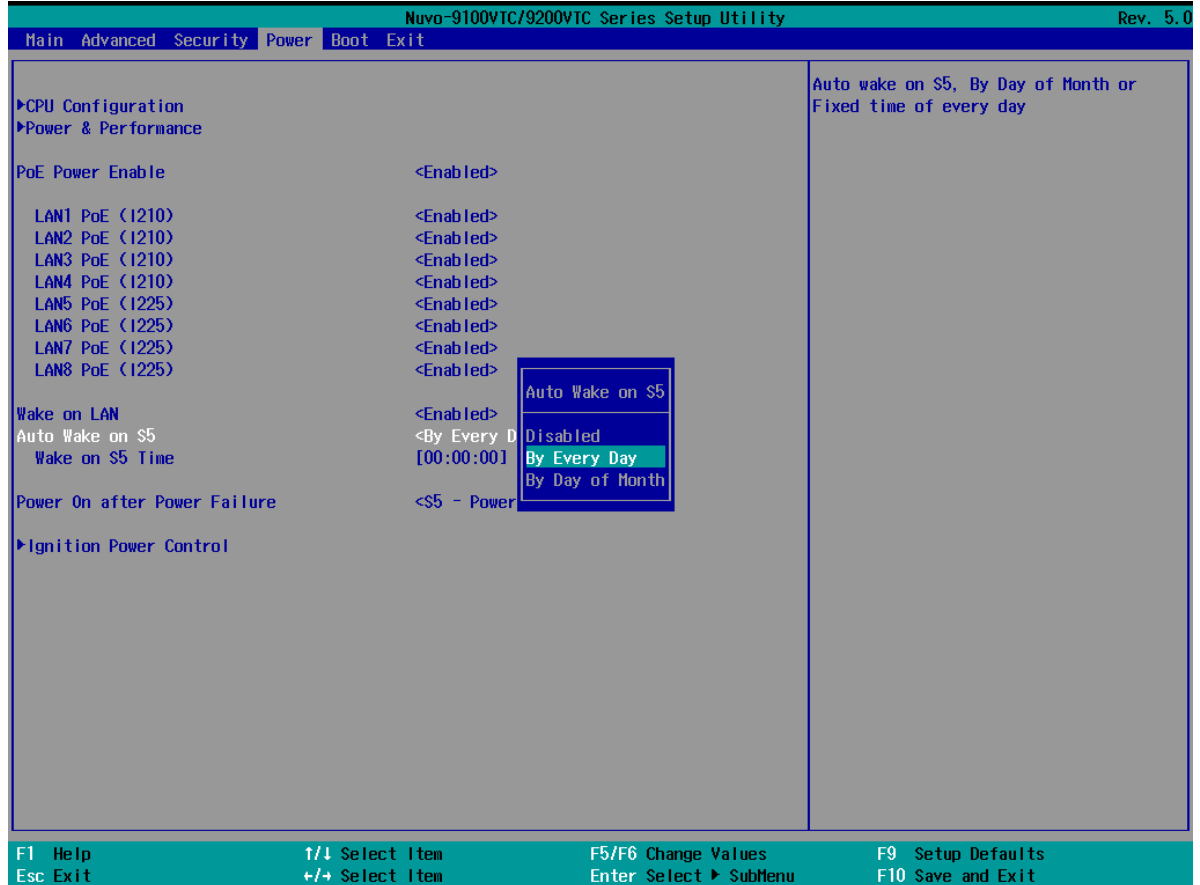 Nuvo-9100VTC/9200VTC Series Setup Utility Rev. 5.0
Main Advanced Security Power Boot Exit
Auto wake on S5, By Day of Month or
Fixed time of every day
▶CPU Configuration
▶Power & Performance
PoE Power Enable <Enabled>
LAN1 PoE (I210) <Enabled>
LAN2 PoE (I210) <Enabled>
LAN3 PoE (I210) <Enabled>
LAN4 PoE (I210) <Enabled>
LAN5 PoE (I225) <Enabled>
LAN6 PoE (I225) <Enabled>
LAN7 PoE (I225) <Enabled>
LAN8 PoE (I225) <Enabled>
Wake on LAN <Enabled>
Auto Wake on S5 <By Every D
Wake on S5 Time [00:00:00]
Power On after Power Failure <S5 - Power
▶Ignition Power Control
Auto Wake on S5
Disabled
By Every Day
By Day of Month
F1 Help ↑/↓ Select Item F5/F6 Change Values F9 Setup Defaults
Esc Exit ←/→ Select Item Enter Select ▶ SubMenu F10 Save and Exit